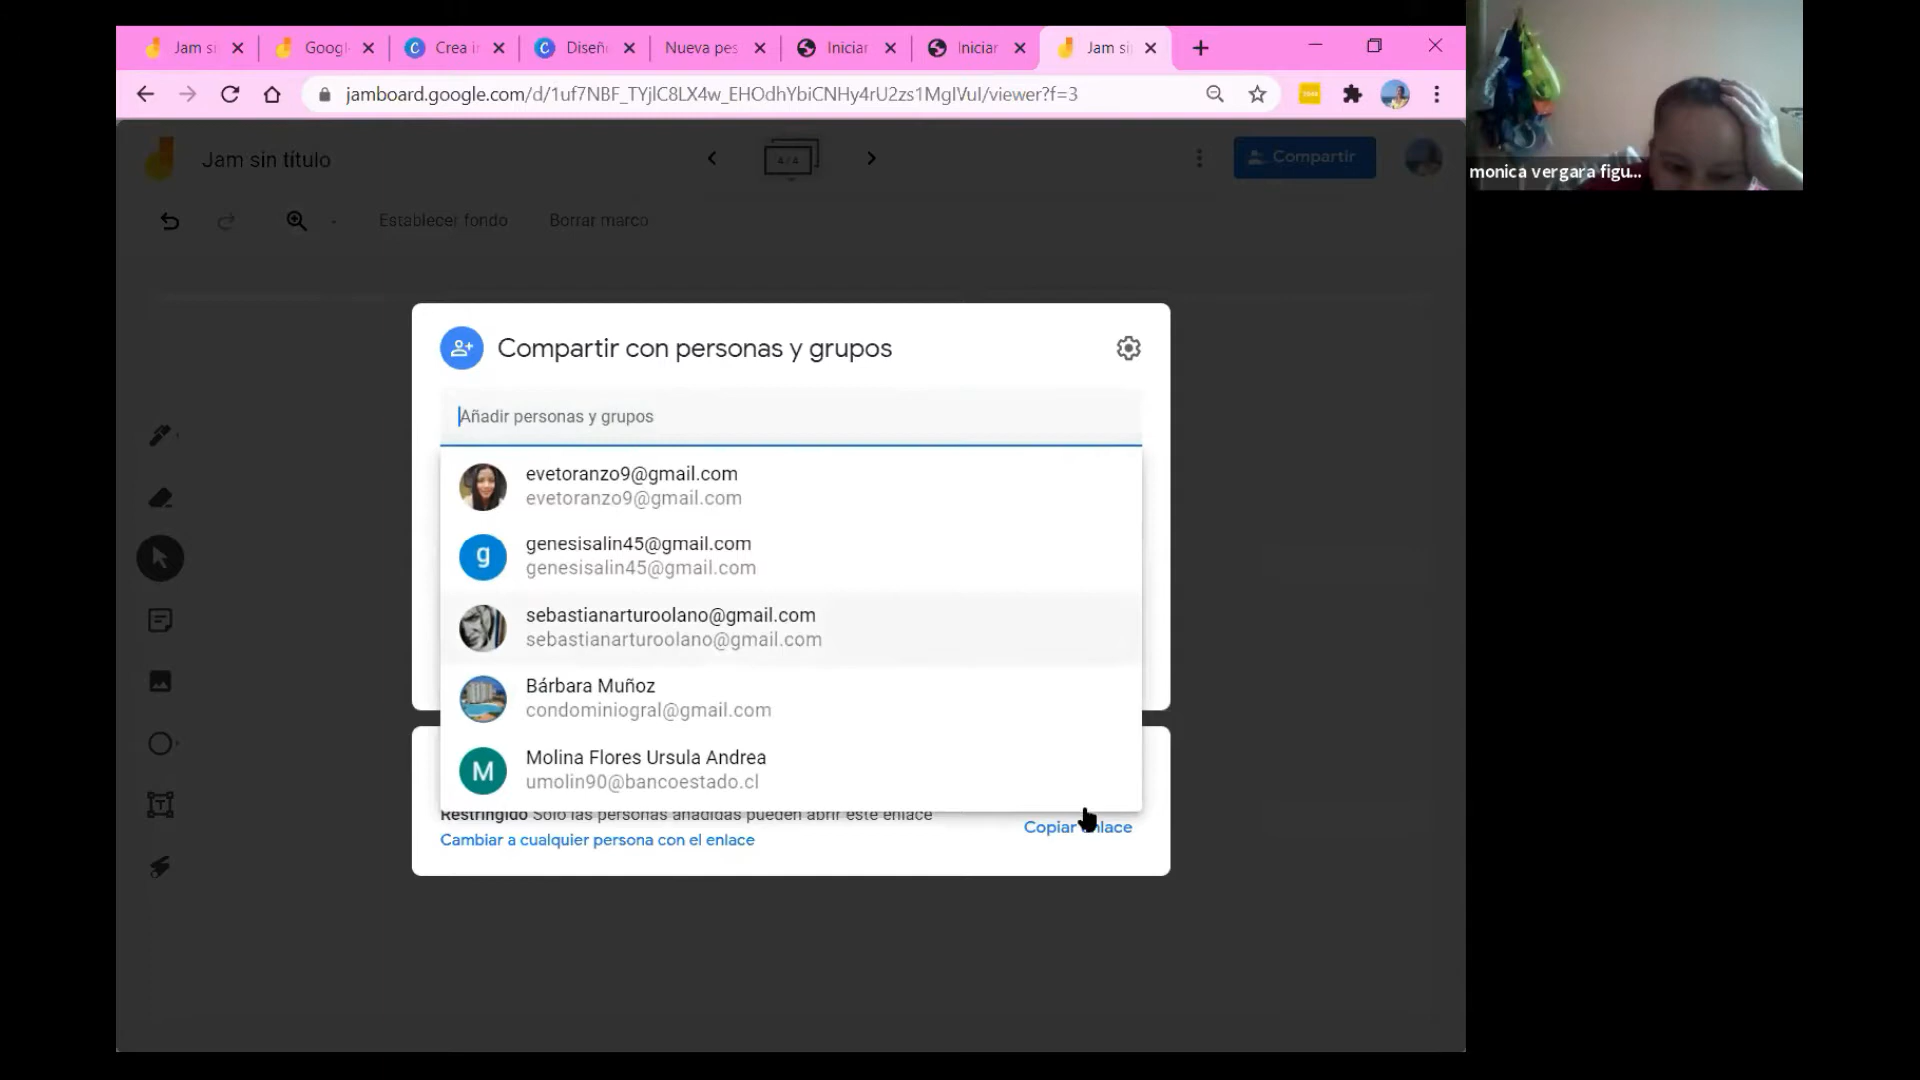 Jam si
Googl
Crea i
Diseñ
Nueva pes
Iniciar
Iniciar
Jam si
jamboard.google.com/d/1uf7NBF_TYjlC8LX4w_EHOdhYbiCNHy4rU2zs1MgIVuI/viewer?f=3
monica vergara figu...
Jam sin título
4/4
Compartir
Establecer fondo
Borrar marco
Compartir con personas y grupos
Añadir personas y grupos
evetoranzo9@gmail.com
evetoranzo9@gmail.com
g
genesisalin45@gmail.com
genesisalin45@gmail.com
sebastianarturoolano@gmail.com
sebastianarturoolano@gmail.com
Bárbara Muñoz
condominiogral@gmail.com
M
Molina Flores Ursula Andrea
umolin90@bancoestado.cl
Restringido Solo las personas añadidas pueden abrir este enlace
Copiar enlace
Cambiar a cualquier persona con el enlace